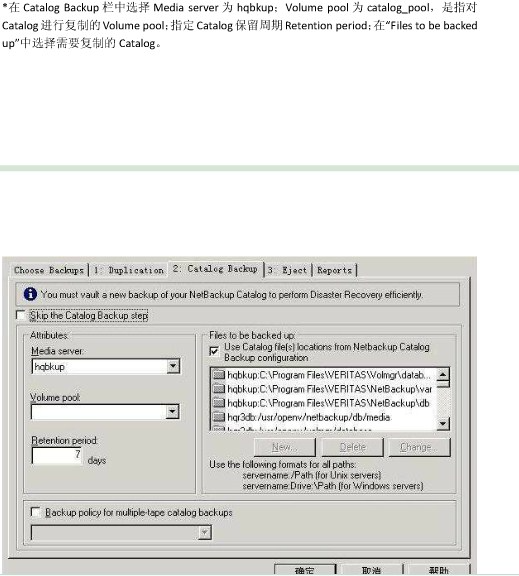 *在 Catalog Backup 栏中选择 Media server 为 hqbkup；Volume pool 为 catalog_pool，是指对
Catalog 进行复制的 Volume pool；指定 Catalog 保留周期 Retention period；在“Files to be backed
up”中选择需要复制的 Catalog。
Choose Backups 1: Duplication 2: Catalog Backup 3: Eject Reports
You must vault a new backup of your NetBackup Catalog to perform Disaster Recovery efficiently.
Skip the Catalog Backup step
Attributes:
Media server:
hqbkup
Volume pool:
Retention period:
7 days
Files to be backed up:
Use Catalog file(s) locations from Netbackup Catalog
Backup configuration
hqbkup:C:\Program Files\VERITAS\Volmgr\datab...
hqbkup:C:\Program Files\VERITAS\NetBackup\var
hqbkup:C:\Program Files\VERITAS\NetBackup\db
hqr3db:/usr/openv/netbackup/db/media
hqr3db:/usr/openv/volmgr/database
New... Delete Change
Use the following formats for all paths:
servername:/Path (for Unix servers)
servername:Drive:\Path (for Windows servers)
Backup policy for multiple-tape catalog backups
确定 取消 帮助